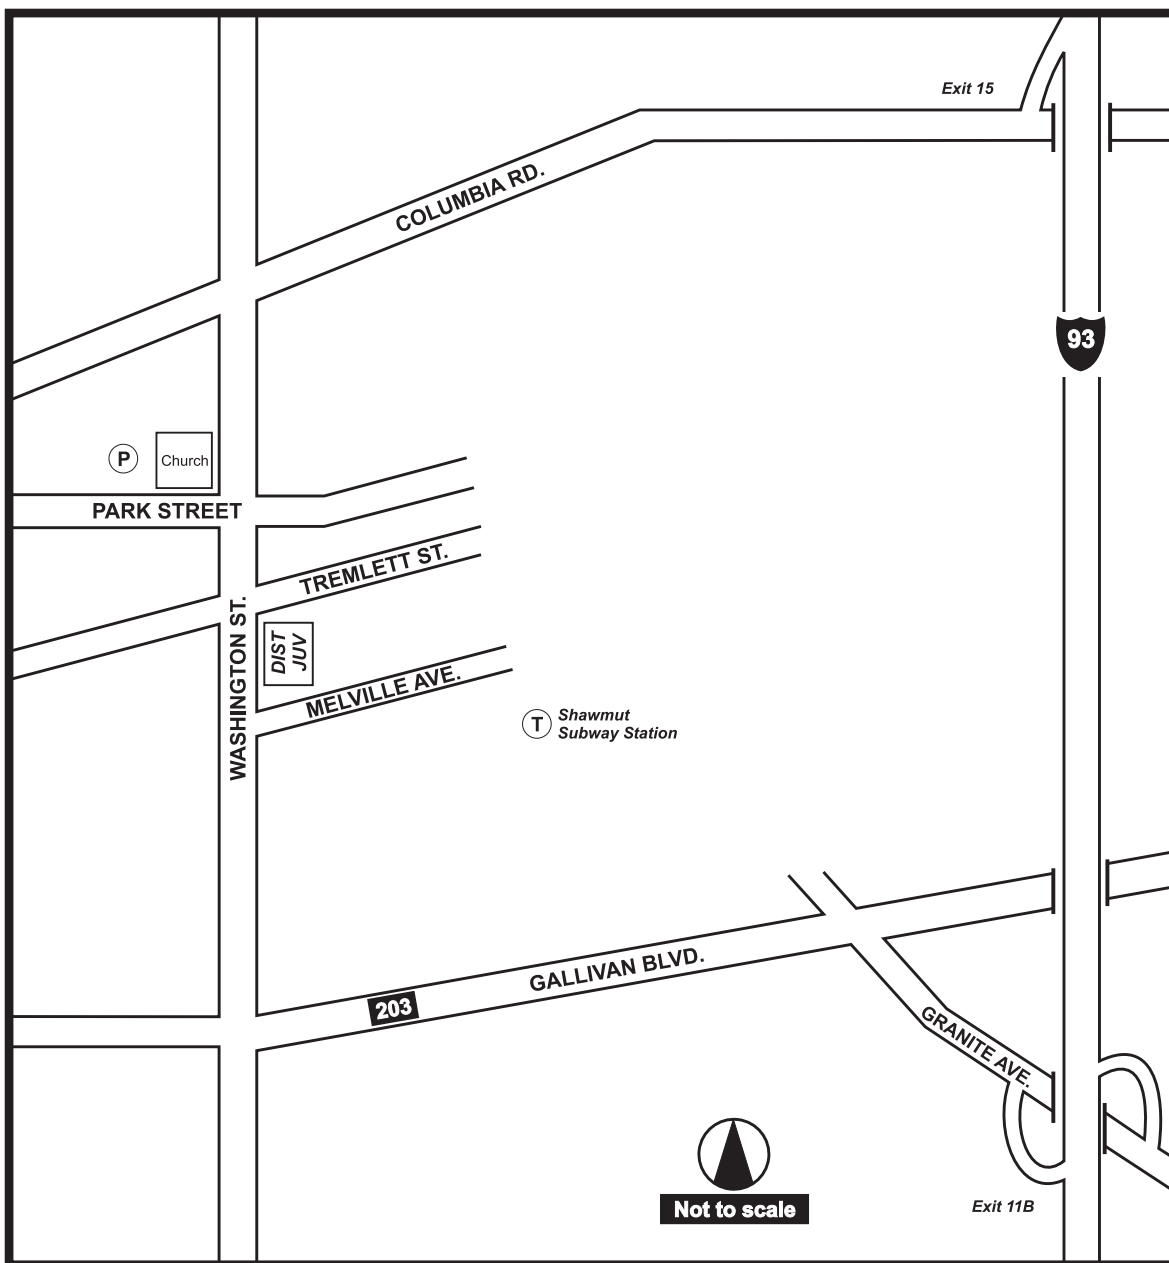 Exit 15
COLUMBIA RD.
93
P
Church
PARK STREET
TREMLETT ST.
WASHINGTON ST.
DIST
JUV
MELVILLE AVE.
T
Shawmut
Subway Station
GALLIVAN BLVD.
203
GRANITE AVE.
Not to scale
Exit 11B